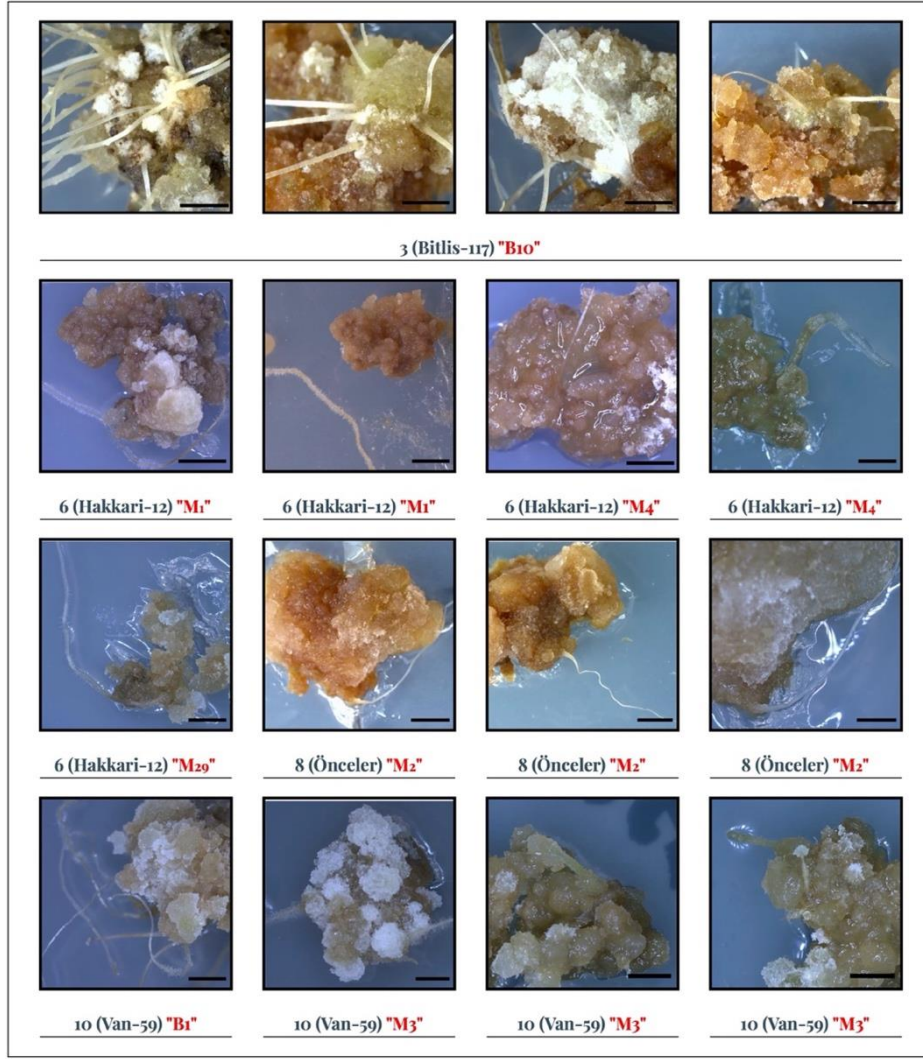 3 (Bitlis-117) "B10"
6 (Hakkari-12) "M1" 6 (Hakkari-12) "M1" 6 (Hakkari-12) "M4" 6 (Hakkari-12) "M4"
6 (Hakkari-12) "M29" 8 (Önceler) "M2" 8 (Önceler) "M2" 8 (Önceler) "M2"
10 (Van-59) "B1" 10 (Van-59) "M3" 10 (Van-59) "M3" 10 (Van-59) "M3"